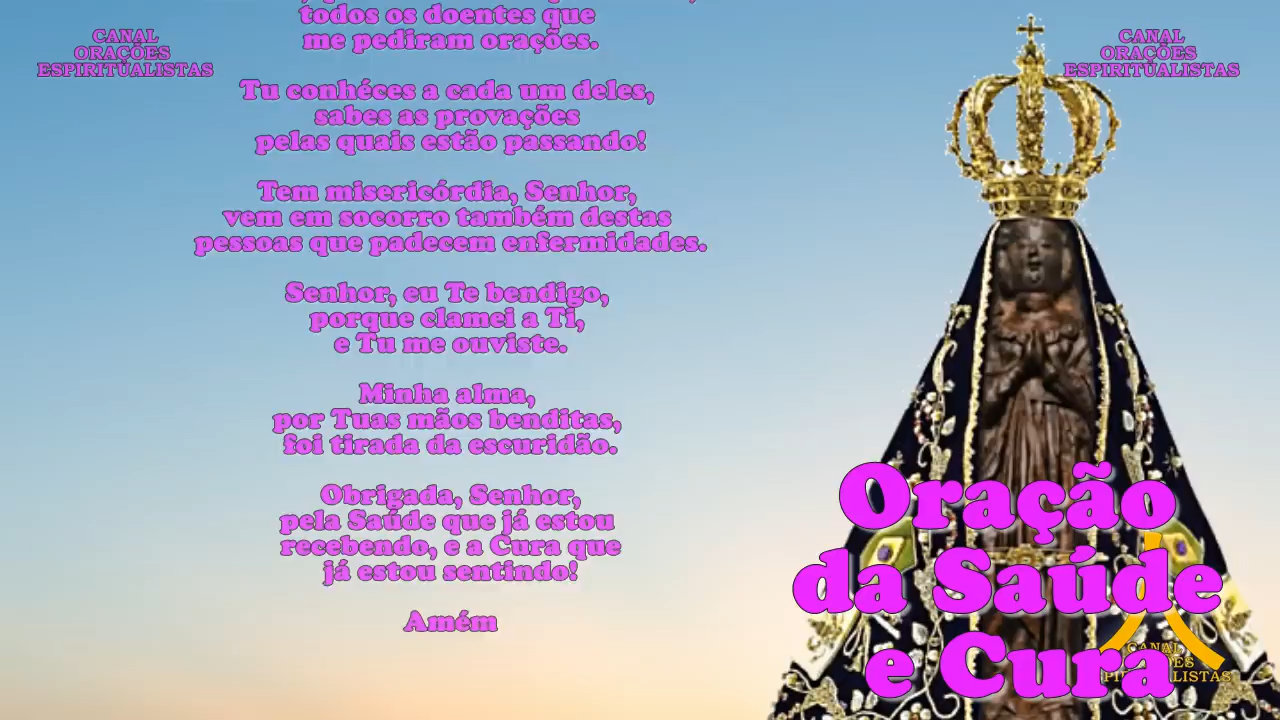 CANAL
ORAÇÕES
ESPIRITUALISTAS
todos os doentes que
me pediram orações.
Tu conhéces a cada um deles,
sabes as provações
pelas quais estão passando!
Tem misericórdia, Senhor,
vem em socorro também destas
pessoas que padecem enfermidades.
Senhor, eu Te bendigo,
porque clamei a Ti,
e Tu me ouviste.
Minha alma,
por Tuas mãos benditas,
foi tirada da escuridão.
Obrigada, Senhor,
pela Saúde que já estou
recebendo, e a Cura que
já estou sentindo!
Amém
CANAL
ORAÇÕES
ESPIRITUALISTAS
Oração
da Saúde
e Cura
CANAL